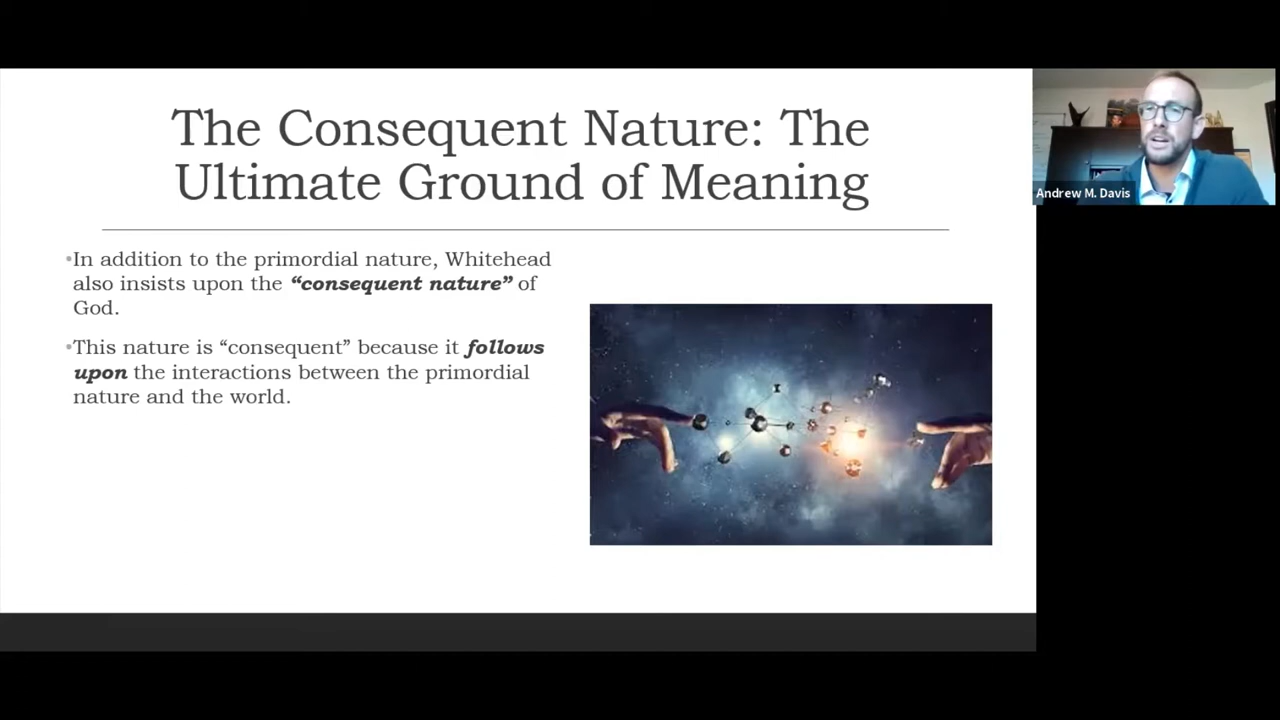 The Consequent Nature: The
Ultimate Ground of Meaning
•In addition to the primordial nature, Whitehead
also insists upon the “consequent nature” of
God.
•This nature is “consequent” because it follows
upon the interactions between the primordial
nature and the world.
Andrew M. Davis